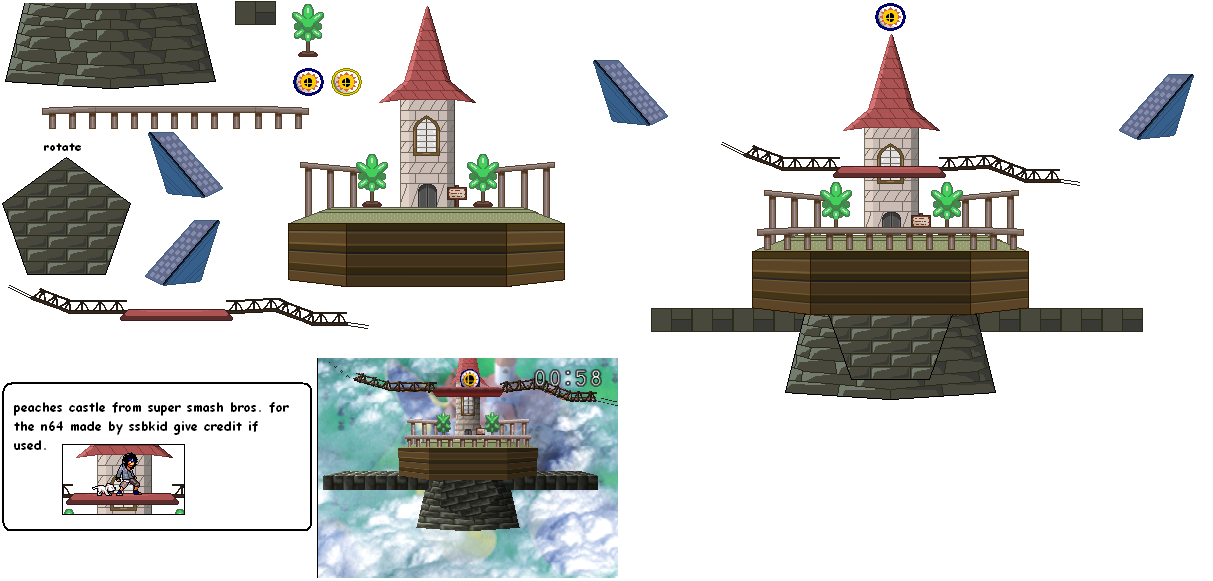 rotate
00:58
peaches castle from super smash bros. for
the n64 made by ssbkid give credit if
used.